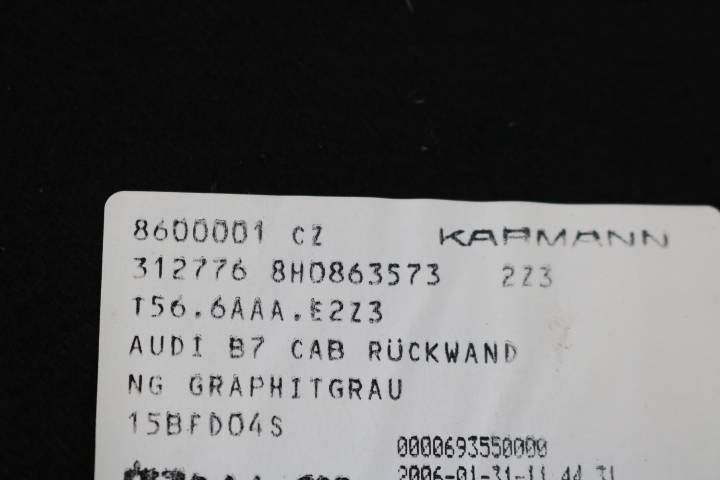 8600001 CZ KARMANN
312776 8H0863573 2Z3
T56.6AAA.E2Z3
AUDI B7 CAB RÜCKWAND
NG GRAPHITGRAU
15BFD04S
0000693550000
2006-01-31-11.44.31